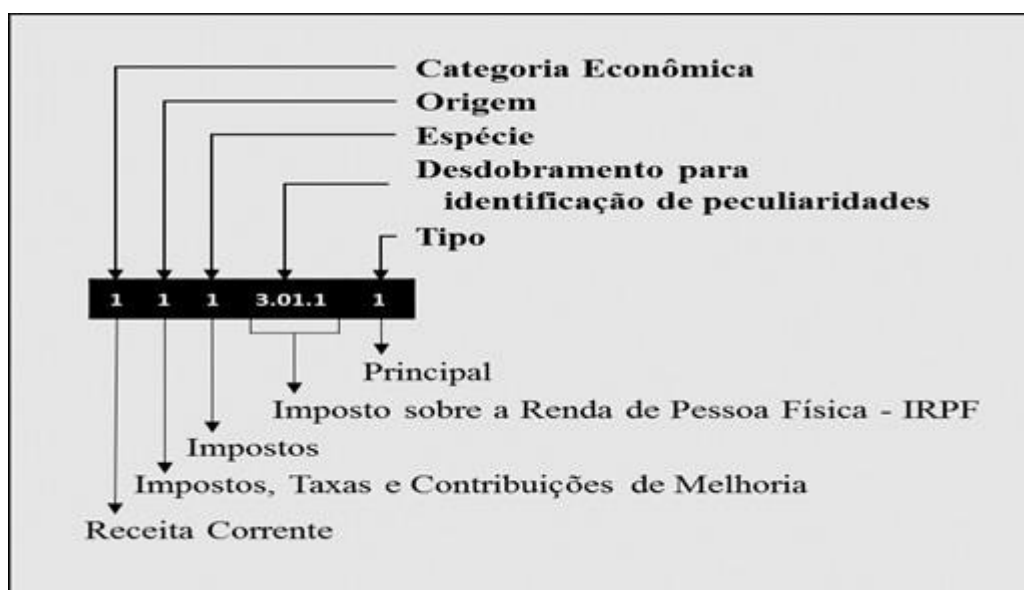 Categoria Econômica
Origem
Espécie
Desdobramento para
identificação de peculiaridades
Tipo
1 1 1 3.01.1 1
Principal
Imposto sobre a Renda de Pessoa Física - IRPF
Impostos
Impostos, Taxas e Contribuições de Melhoria
Receita Corrente